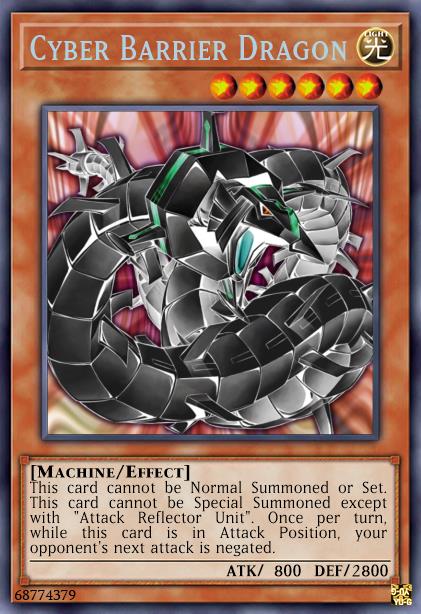 CYBER BARRIER DRAGON
LIGHT
光
[MACHINE/EFFECT]
This card cannot be Normal Summoned or Set.
This card cannot be Special Summoned except
with "Attack Reflector Unit". Once per turn,
while this card is in Attack Position, your
opponent's next attack is negated.
ATK/ 800 DEF/2800
68774379